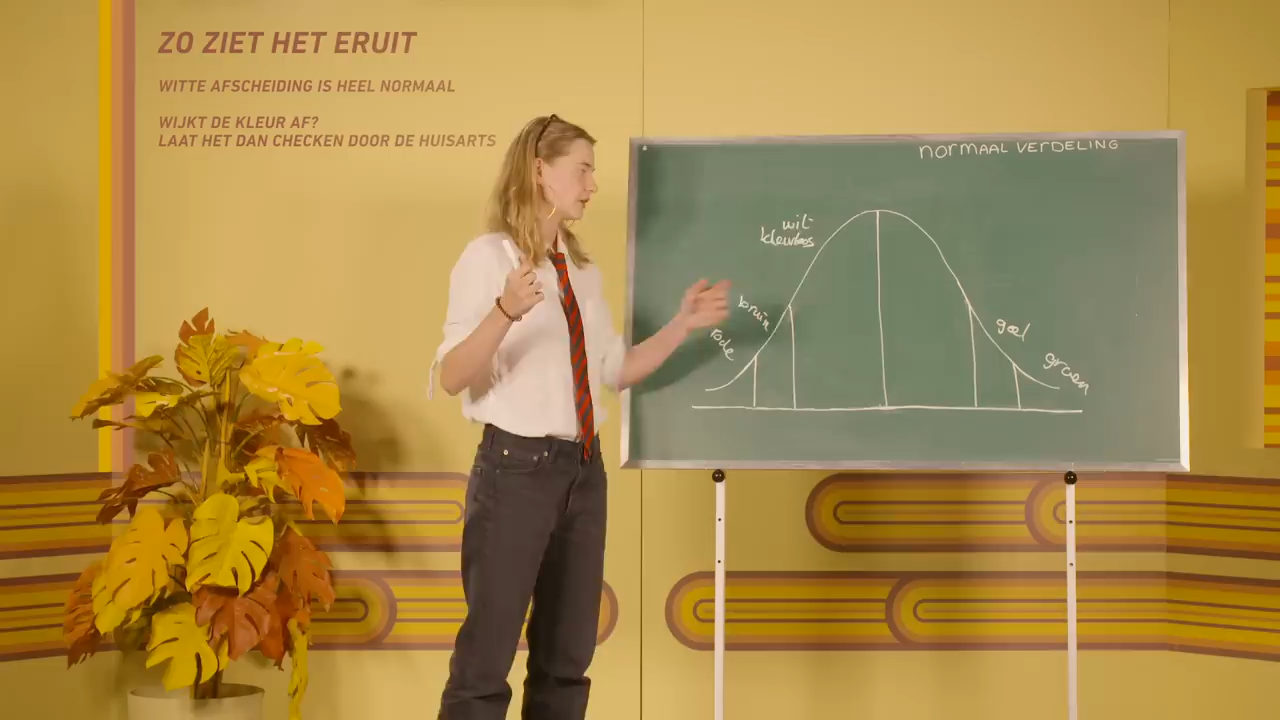 ZO ZIET HET ERUIT
WITTE AFSCHEIDING IS HEEL NORMAAL
WIJKT DE KLEUR AF?
LAAT HET DAN CHECKEN DOOR DE HUISARTS
normaal verdeling
wit-
kleurloos
bruin
rode
geel
groen